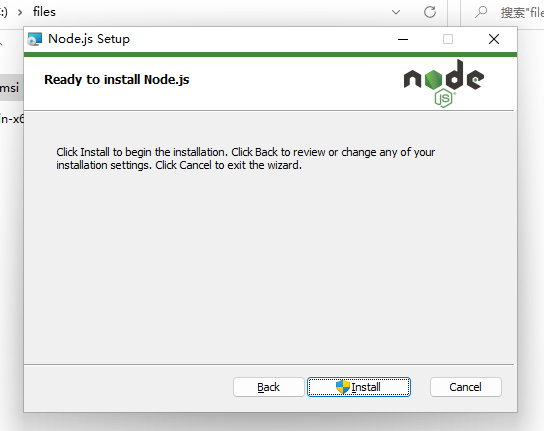 :) > files
搜索"file
Node.js Setup
msi
Ready to install Node.js
node
JS
in-x6
Click Install to begin the installation. Click Back to review or change any of your
installation settings. Click Cancel to exit the wizard.
Back
Install
Cancel